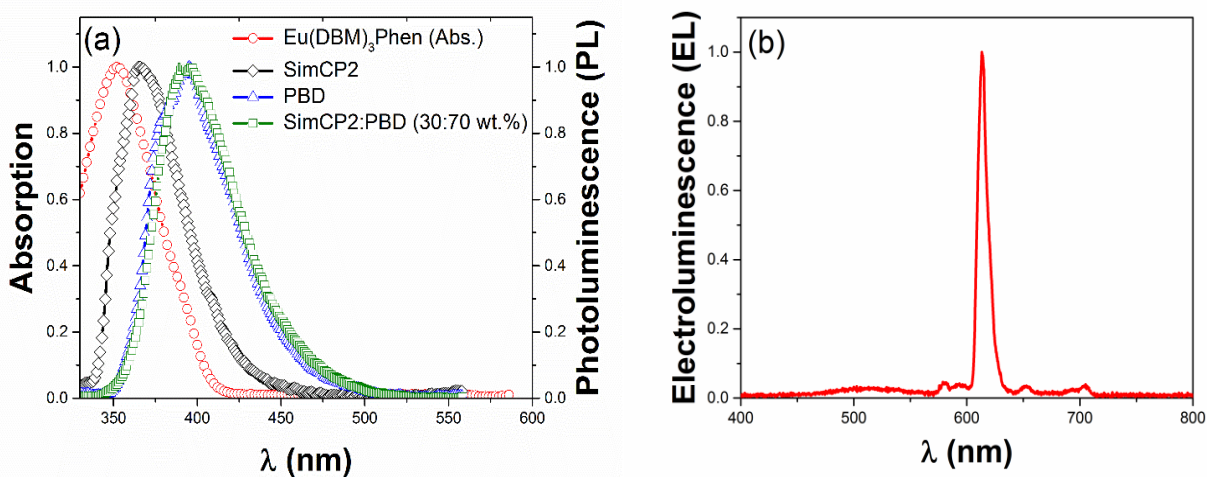 (a)
Eu(DBM)₃Phen (Abs.)
SimCP2
PBD
SimCP2:PBD (30:70 wt.%)
Absorption
1.0
0.8
0.6
0.4
0.2
0.0
350 400 450 500 550 600
λ (nm)
1.0
0.8
0.6
0.4
0.2
0.0
Photoluminescence (PL)
(b)
Electroluminescence (EL)
1.0
0.8
0.6
0.4
0.2
0.0
400 500 600 700 800
λ (nm)